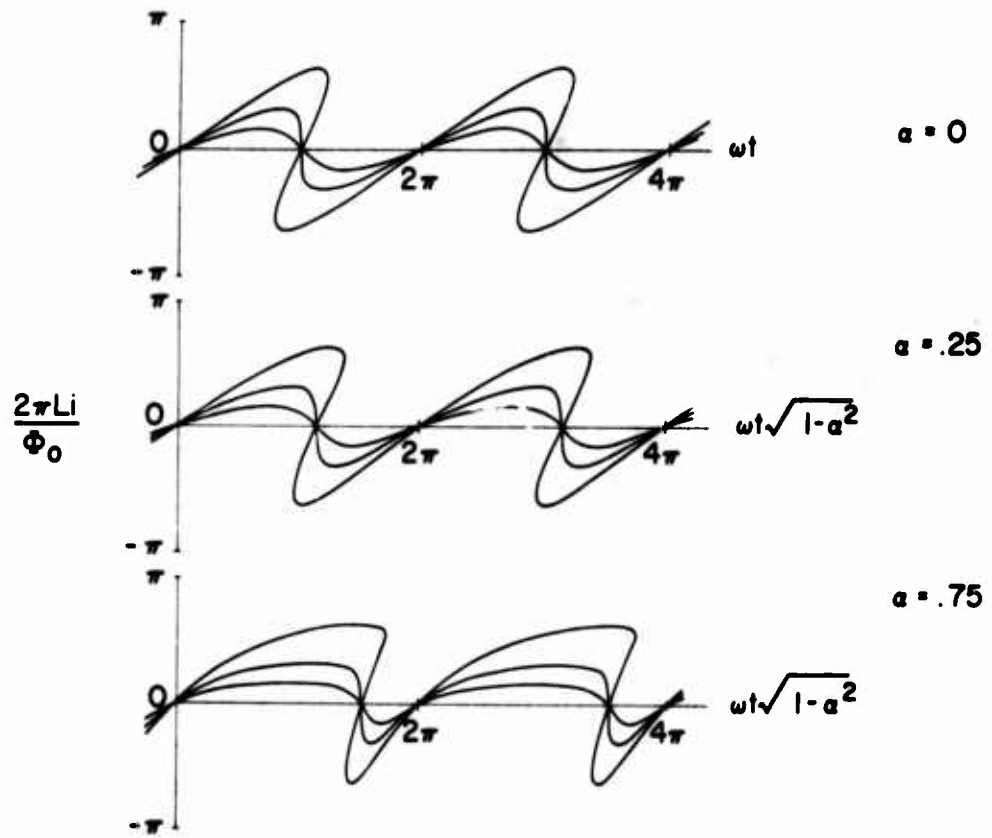 π
0
2π
4π
ωt
α = 0
-π
π
α = .25
2πLi
Φ₀
0
2π
4π
ωt√1-α²
-π
π
α = .75
0
2π
4π
ωt√1-α²
-π